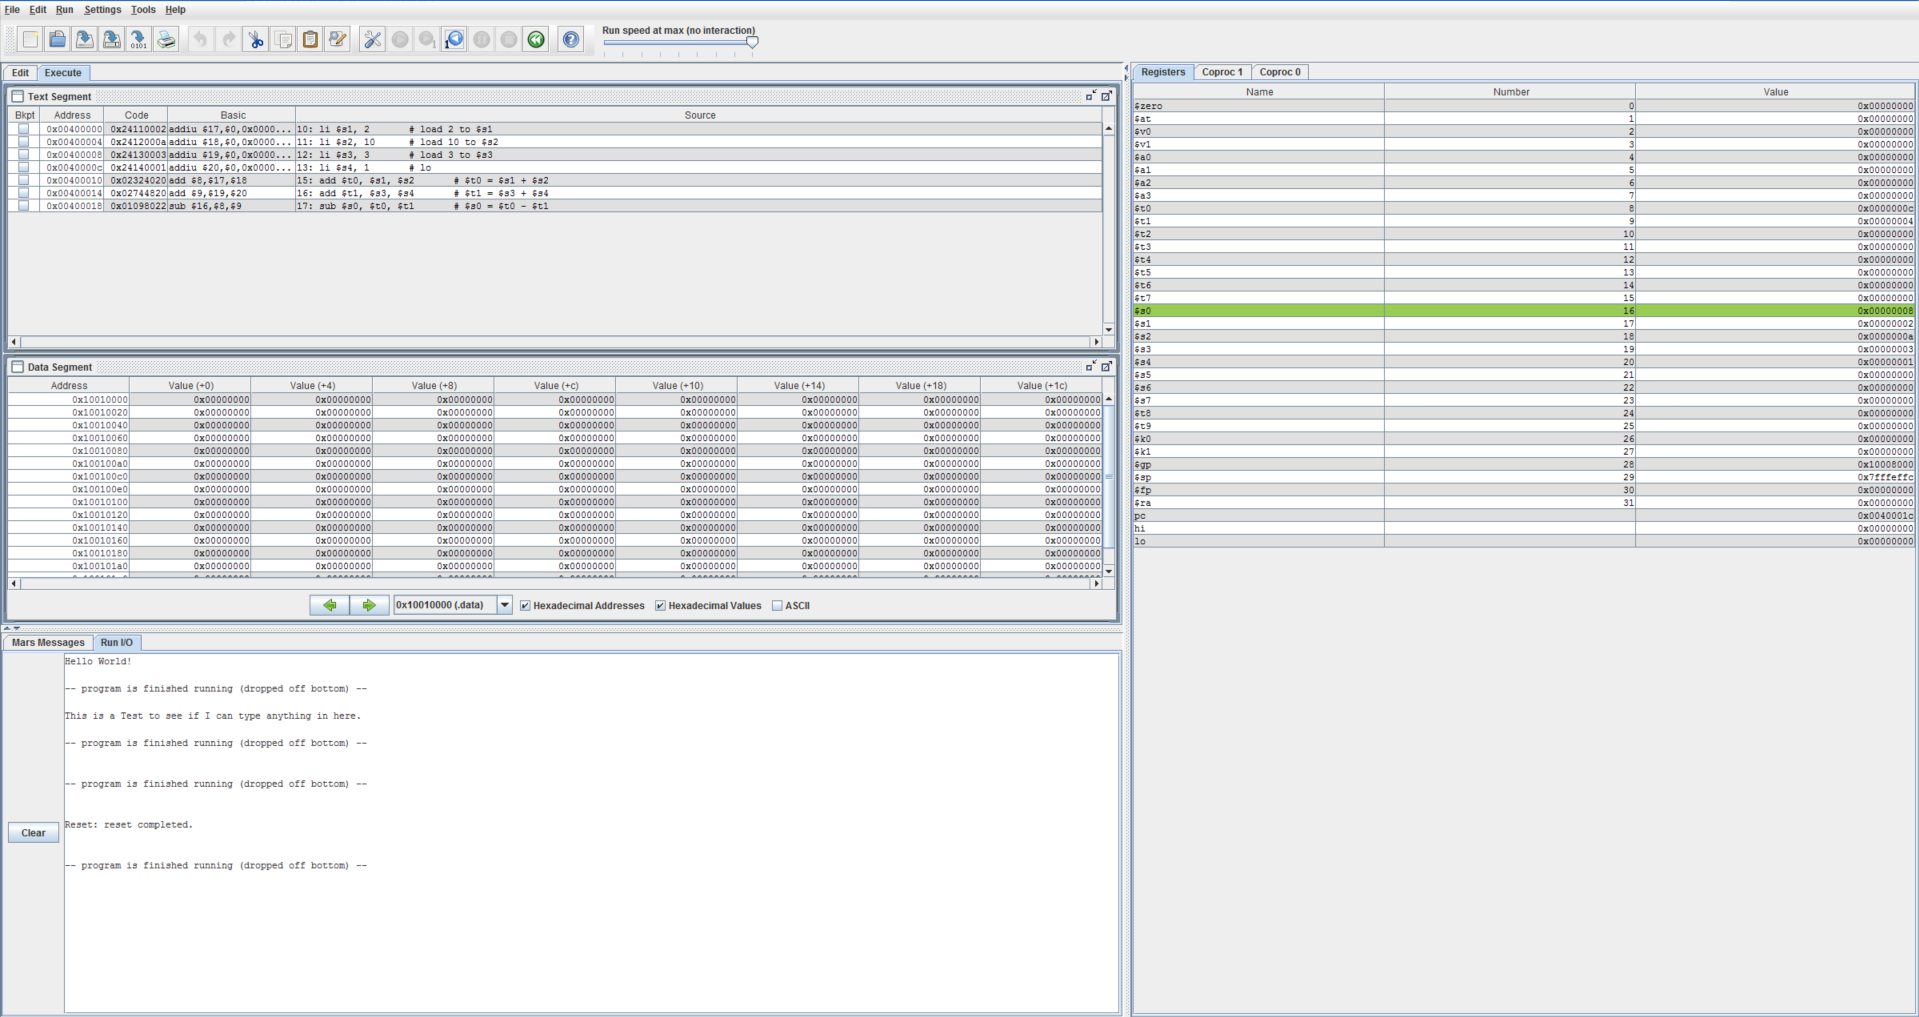 File Edit Run Settings Tools Help
Run speed at max (no interaction)
Edit Execute
Text Segment
Bkpt Address Code Basic Source
0x00400000 0x24110002 addiu $17,$0,0x0000... 10: li $s1, 2 # load 2 to $s1
0x00400004 0x2412000a addiu $18,$0,0x0000... 11: li $s2, 10 # load 10 to $s2
0x00400008 0x24130003 addiu $19,$0,0x0000... 12: li $s3, 3 # load 3 to $s3
0x0040000c 0x24140001 addiu $20,$0,0x0000... 13: li $s4, 1 # lo
0x00400010 0x02324020 add $8,$17,$18 15: add $t0, $s1, $s2 # $t0 = $s1 + $s2
0x00400014 0x02744820 add $9,$19,$20 16: add $t1, $s3, $s4 # $t1 = $s3 + $s4
0x00400018 0x01098022 sub $16,$8,$9 17: sub $s0, $t0, $t1 # $s0 = $t0 - $t1
Data Segment
Address Value (+0) Value (+4) Value (+8) Value (+c) Value (+10) Value (+14) Value (+18) Value (+1c)
0x10010000 0x00000000 0x00000000 0x00000000 0x00000000 0x00000000 0x00000000 0x00000000 0x00000000
0x10010020 0x00000000 0x00000000 0x00000000 0x00000000 0x00000000 0x00000000 0x00000000 0x00000000
0x10010040 0x00000000 0x00000000 0x00000000 0x00000000 0x00000000 0x00000000 0x00000000 0x00000000
0x10010060 0x00000000 0x00000000 0x00000000 0x00000000 0x00000000 0x00000000 0x00000000 0x00000000
0x10010080 0x00000000 0x00000000 0x00000000 0x00000000 0x00000000 0x00000000 0x00000000 0x00000000
0x100100a0 0x00000000 0x00000000 0x00000000 0x00000000 0x00000000 0x00000000 0x00000000 0x00000000
0x100100c0 0x00000000 0x00000000 0x00000000 0x00000000 0x00000000 0x00000000 0x00000000 0x00000000
0x100100e0 0x00000000 0x00000000 0x00000000 0x00000000 0x00000000 0x00000000 0x00000000 0x00000000
0x10010100 0x00000000 0x00000000 0x00000000 0x00000000 0x00000000 0x00000000 0x00000000 0x00000000
0x10010120 0x00000000 0x00000000 0x00000000 0x00000000 0x00000000 0x00000000 0x00000000 0x00000000
0x10010140 0x00000000 0x00000000 0x00000000 0x00000000 0x00000000 0x00000000 0x00000000 0x00000000
0x10010160 0x00000000 0x00000000 0x00000000 0x00000000 0x00000000 0x00000000 0x00000000 0x00000000
0x10010180 0x00000000 0x00000000 0x00000000 0x00000000 0x00000000 0x00000000 0x00000000 0x00000000
0x100101a0 0x00000000 0x00000000 0x00000000 0x00000000 0x00000000 0x00000000 0x00000000 0x00000000
0x10010000 (.data) Hexadecimal Addresses Hexadecimal Values ASCII
Mars Messages Run I/O
Clear
Hello World!
-- program is finished running (dropped off bottom) --
This is a Test to see if I can type anything in here.
-- program is finished running (dropped off bottom) --
-- program is finished running (dropped off bottom) --
Reset: reset completed.
-- program is finished running (dropped off bottom) --
Registers Coproc 1 Coproc 0
Name Number Value
$zero 0 0x00000000
$at 1 0x00000000
$v0 2 0x00000000
$v1 3 0x00000000
$a0 4 0x00000000
$a1 5 0x00000000
$a2 6 0x00000000
$a3 7 0x00000000
$t0 8 0x0000000c
$t1 9 0x00000004
$t2 10 0x00000000
$t3 11 0x00000000
$t4 12 0x00000000
$t5 13 0x00000000
$t6 14 0x00000000
$t7 15 0x00000000
$s0 16 0x00000008
$s1 17 0x00000002
$s2 18 0x0000000a
$s3 19 0x00000003
$s4 20 0x00000001
$s5 21 0x00000000
$s6 22 0x00000000
$s7 23 0x00000000
$t8 24 0x00000000
$t9 25 0x00000000
$k0 26 0x00000000
$k1 27 0x00000000
$gp 28 0x10008000
$sp 29 0x7fffeffc
$fp 30 0x00000000
$ra 31 0x00000000
pc 0x0040001c
hi 0x00000000
lo 0x00000000